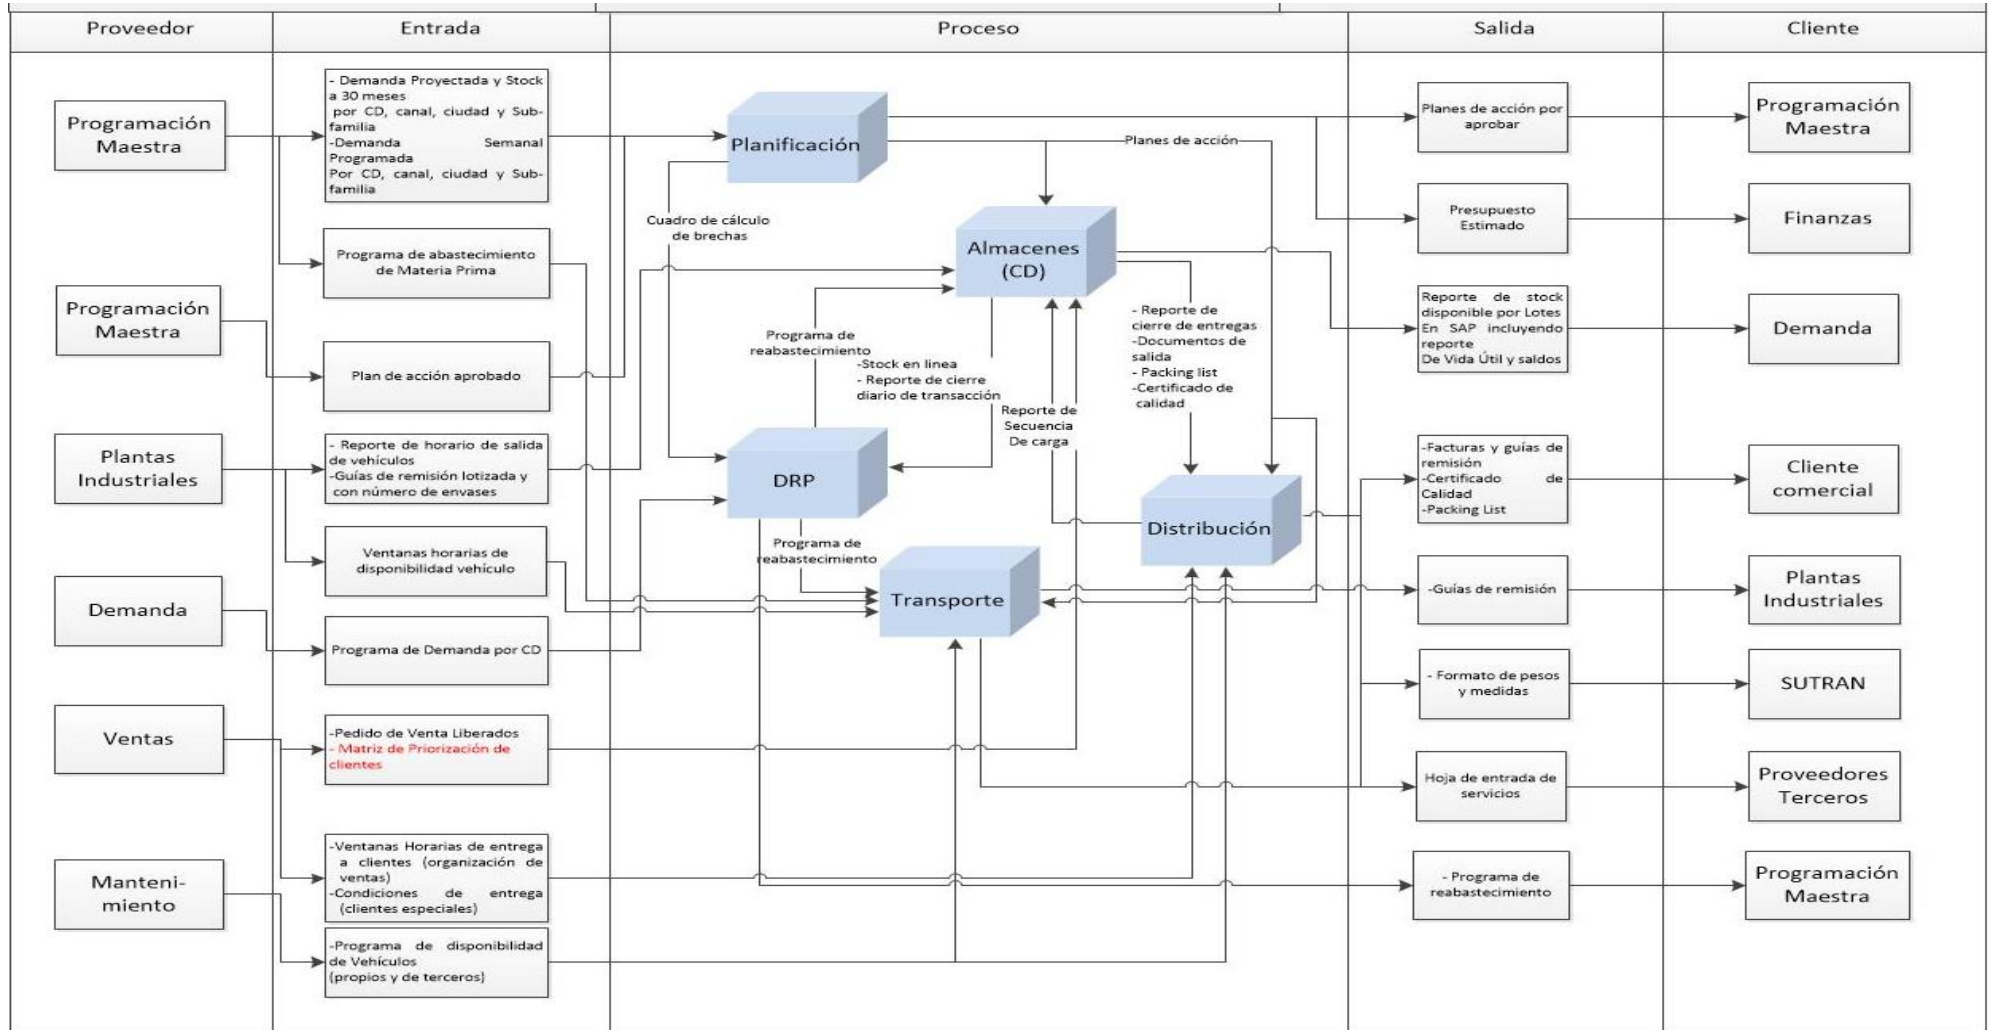 Proveedor
Entrada
Proceso
Salida
Cliente
Programación
Maestra
Programación
Maestra
Plantas
Industriales
Demanda
Ventas
Manteni-
miento
- Demanda Proyectada y Stock
a 30 meses
por CD, canal, ciudad y Sub-
familia
-Demanda Semanal
Programada
Por CD, canal, ciudad y Sub-
familia
Programa de abastecimiento
de Materia Prima
Plan de acción aprobado
- Reporte de horario de salida
de vehículos
-Guías de remisión lotizada y
con número de envases
Ventanas horarias de
disponibilidad vehículo
Programa de Demanda por CD
-Pedido de Venta Liberados
- Matriz de Priorización de
clientes
-Ventanas Horarias de entrega
a clientes (organización de
ventas)
-Condiciones de entrega
(clientes especiales)
-Programa de disponibilidad
de Vehículos
(propios y de terceros)
Planificación
Planes de acción
Cuadro de cálculo
de brechas
Almacenes
(CD)
Programa de
reabastecimiento
-Stock en linea
- Reporte de cierre
diario de transacción
Reporte de
Secuencia
De carga
- Reporte de
cierre de entregas
-Documentos de
salida
- Packing list
-Certificado de
calidad
DRP
Distribución
Programa de
reabastecimiento
Transporte
Planes de acción por
aprobar
Presupuesto
Estimado
Reporte de stock
disponible por Lotes
En SAP incluyendo
reporte
De Vida Útil y saldos
-Facturas y guías de
remisión
-Certificado de
Calidad
-Packing List
-Guías de remisión
- Formato de pesos
y medidas
Hoja de entrada de
servicios
- Programa de
reabastecimiento
Programación
Maestra
Finanzas
Demanda
Cliente
comercial
Plantas
Industriales
SUTRAN
Proveedores
Terceros
Programación
Maestra